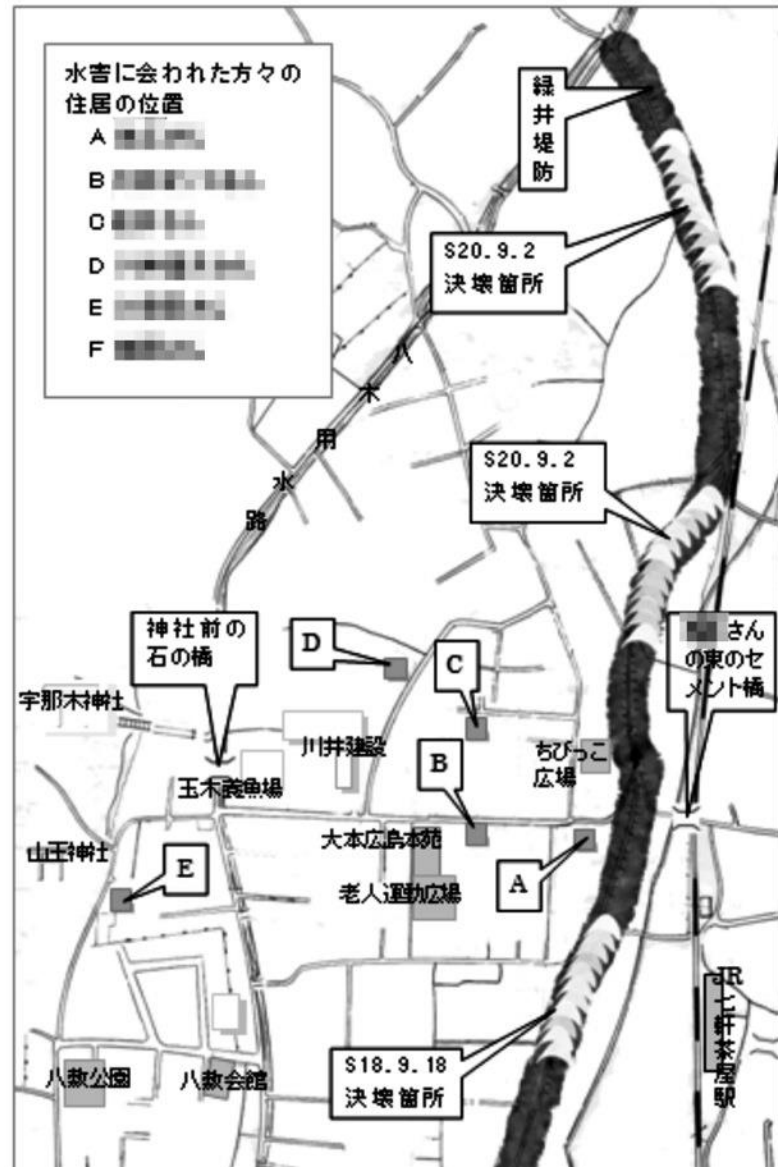 水害に会われた方々の
住居の位置
A
B
C
D
E
F
緑井堤防
S20.9.2
決壊箇所
八木用水路
S20.9.2
決壊箇所
神社前の
石の橋
さん
の東のセ
メント橋
D
C
宇那木神社
川井建設
ちびっこ
広場
玉木養魚場
B
大本広島本苑
山王神社
E
A
老人運動広場
JR七軒茶屋駅
S18.9.18
決壊箇所
八敷公園
八敷会館